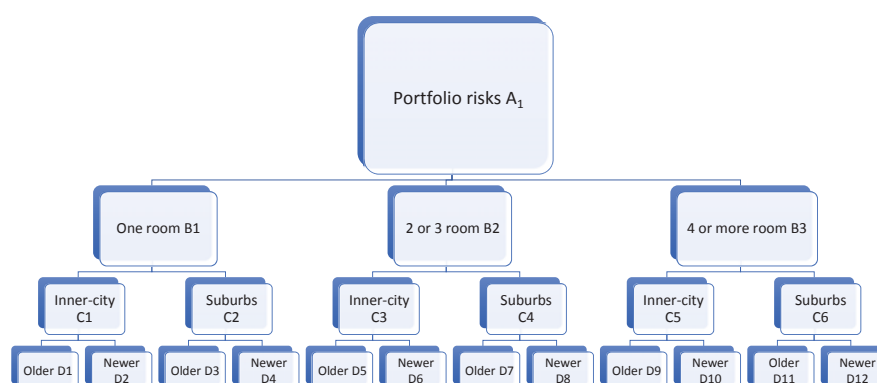 Portfolio risks A1
One room B1
2 or 3 room B2
4 or more room B3
Inner-city
C1
Suburbs
C2
Inner-city
C3
Suburbs
C4
Inner-city
C5
Suburbs
C6
Older D1
Newer
D2
Older D3
Newer
D4
Older D5
Newer
D6
Older D7
Newer
D8
Older D9
Newer
D10
Older
D11
Newer
D12